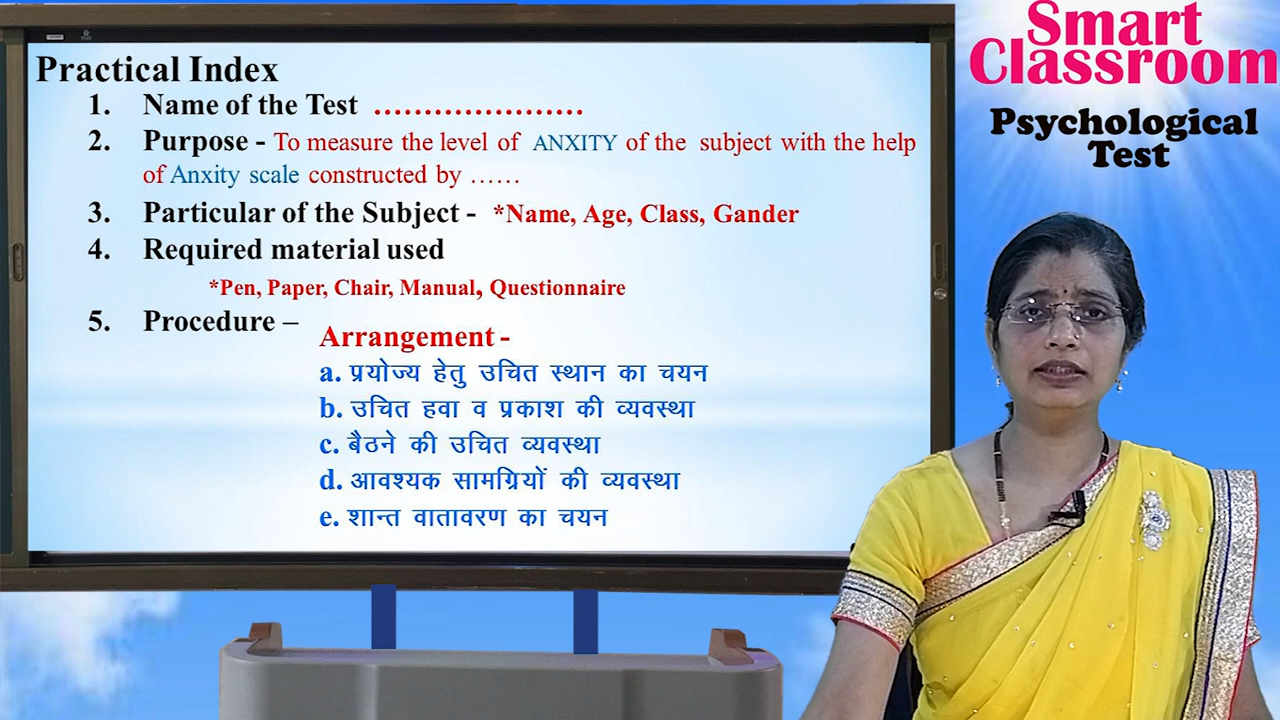 Practical Index
1. Name of the Test .....................
2. Purpose - To measure the level of ANXITY of the subject with the help
of Anxity scale constructed by ......
3. Particular of the Subject - *Name, Age, Class, Gander
4. Required material used
*Pen, Paper, Chair, Manual, Questionnaire
5. Procedure –
Arrangement -
a. प्रयोज्य हेतु उचित स्थान का चयन
b. उचित हवा व प्रकाश की व्यवस्था
c. बैठने की उचित व्यवस्था
d. आवश्यक सामग्रियों की व्यवस्था
e. शान्त वातावरण का चयन
Smart
Classroom
Psychological
Test